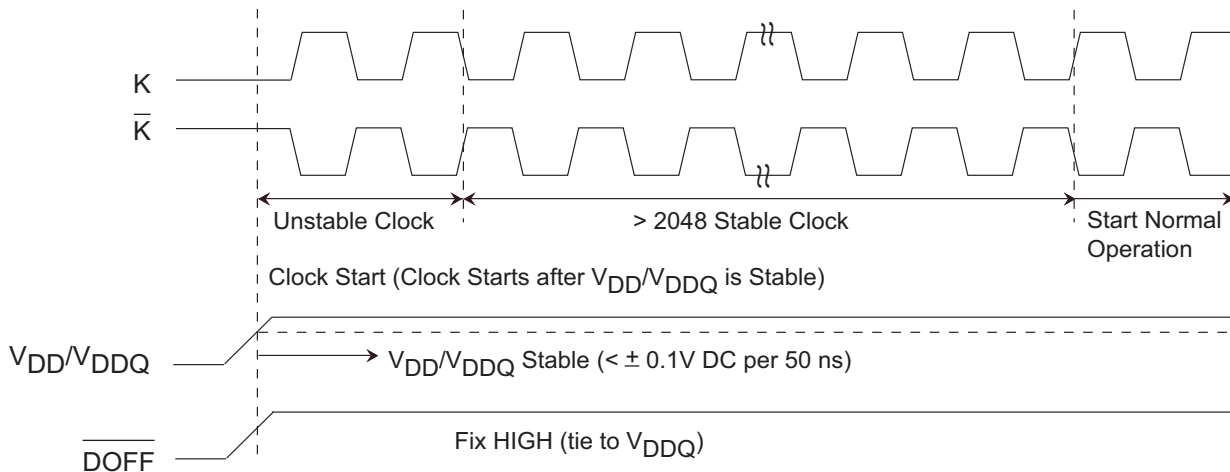 K
K̅
Unstable Clock
> 2048 Stable Clock
Start Normal
Operation
Clock Start (Clock Starts after VDD/VDDQ is Stable)
VDD/VDDQ
VDD/VDDQ Stable (< ± 0.1V DC per 50 ns)
Fix HIGH (tie to VDDQ)
D̅O̅F̅F̅